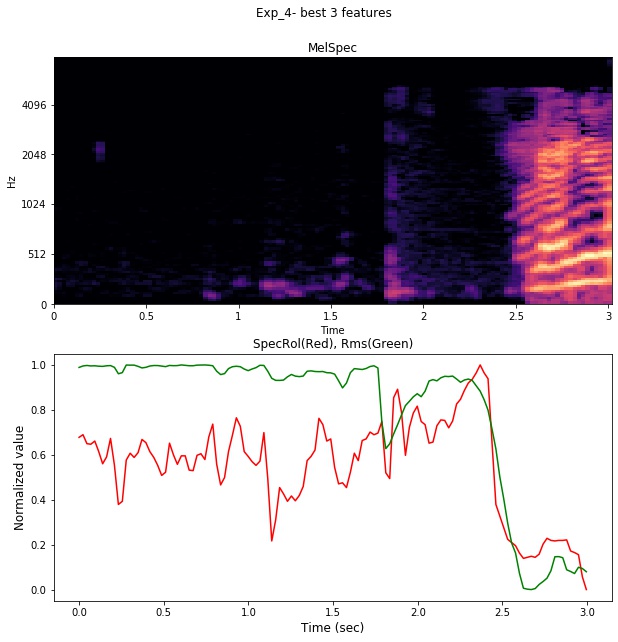 Exp_4- best 3 features
MelSpec
4096
2048
1024
512
0
Hz
0 0.5 1 1.5 2 2.5 3
Time
SpecRol(Red), Rms(Green)
1.0
0.8
0.6
0.4
0.2
0.0
Normalized value
0.0 0.5 1.0 1.5 2.0 2.5 3.0
Time (sec)